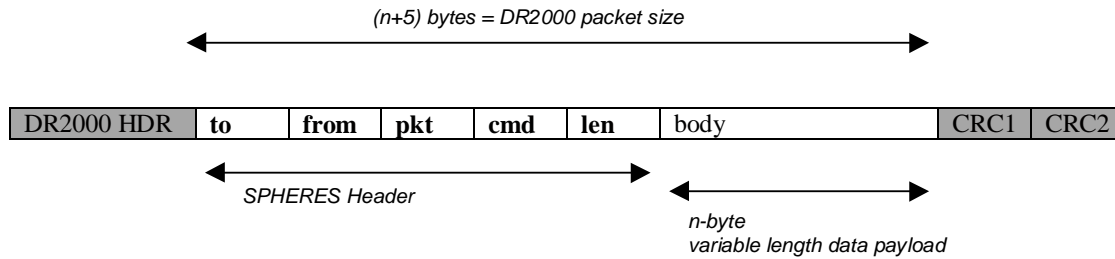 (n+5) bytes = DR2000 packet size
DR2000 HDR to from pkt cmd len body CRC1 CRC2
SPHERES Header
n-byte
variable length data payload